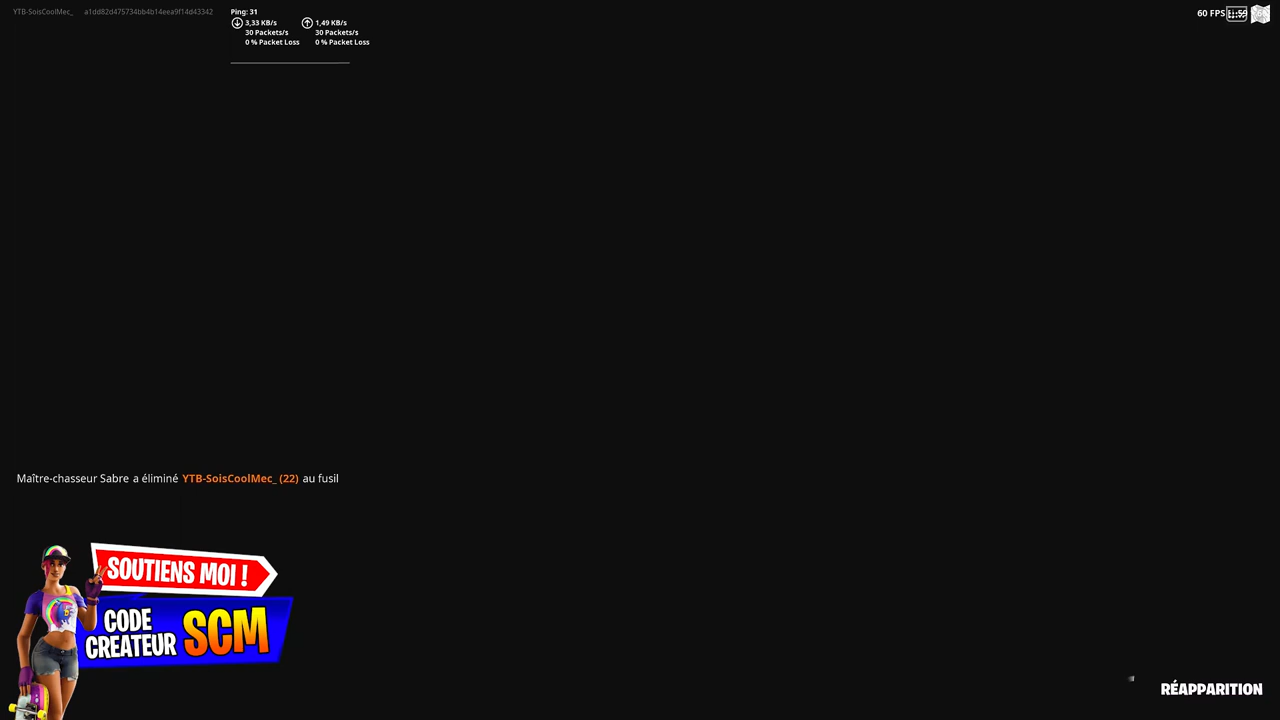 YTB-SoisCoolMec_ a1dd82d475734bb4b14eea9f14d43342
Ping: 31
3,33 KB/s 1,49 KB/s
30 Packets/s 30 Packets/s
0 % Packet Loss 0 % Packet Loss
60 FPS
Maître-chasseur Sabre a éliminé YTB-SoisCoolMec_ (22) au fusil
SOUTIENS MOI !
CODE
CREATEUR SCM
RÉAPPARITION